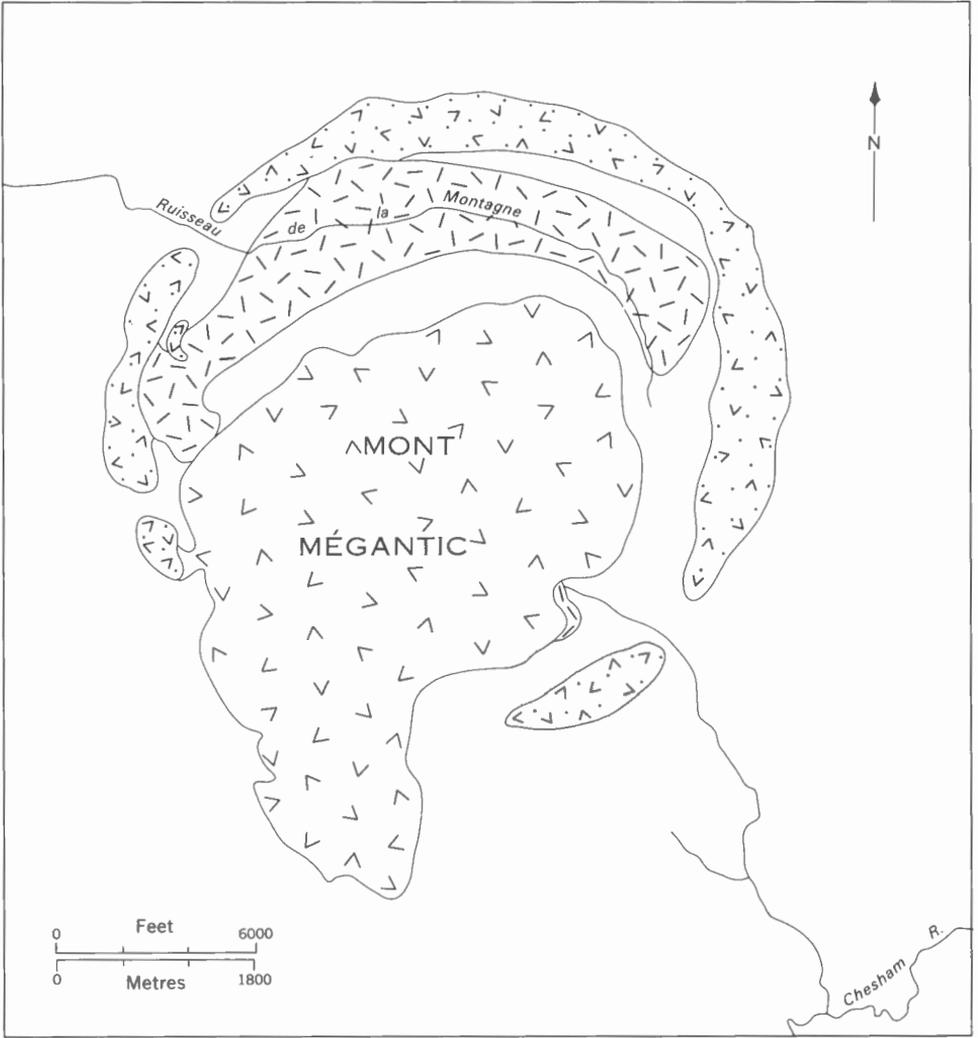 N
Ruisseau
de la Montagne
MONT
MÉGANTIC
0 Feet 6000
0 Metres 1800
Chesham R.